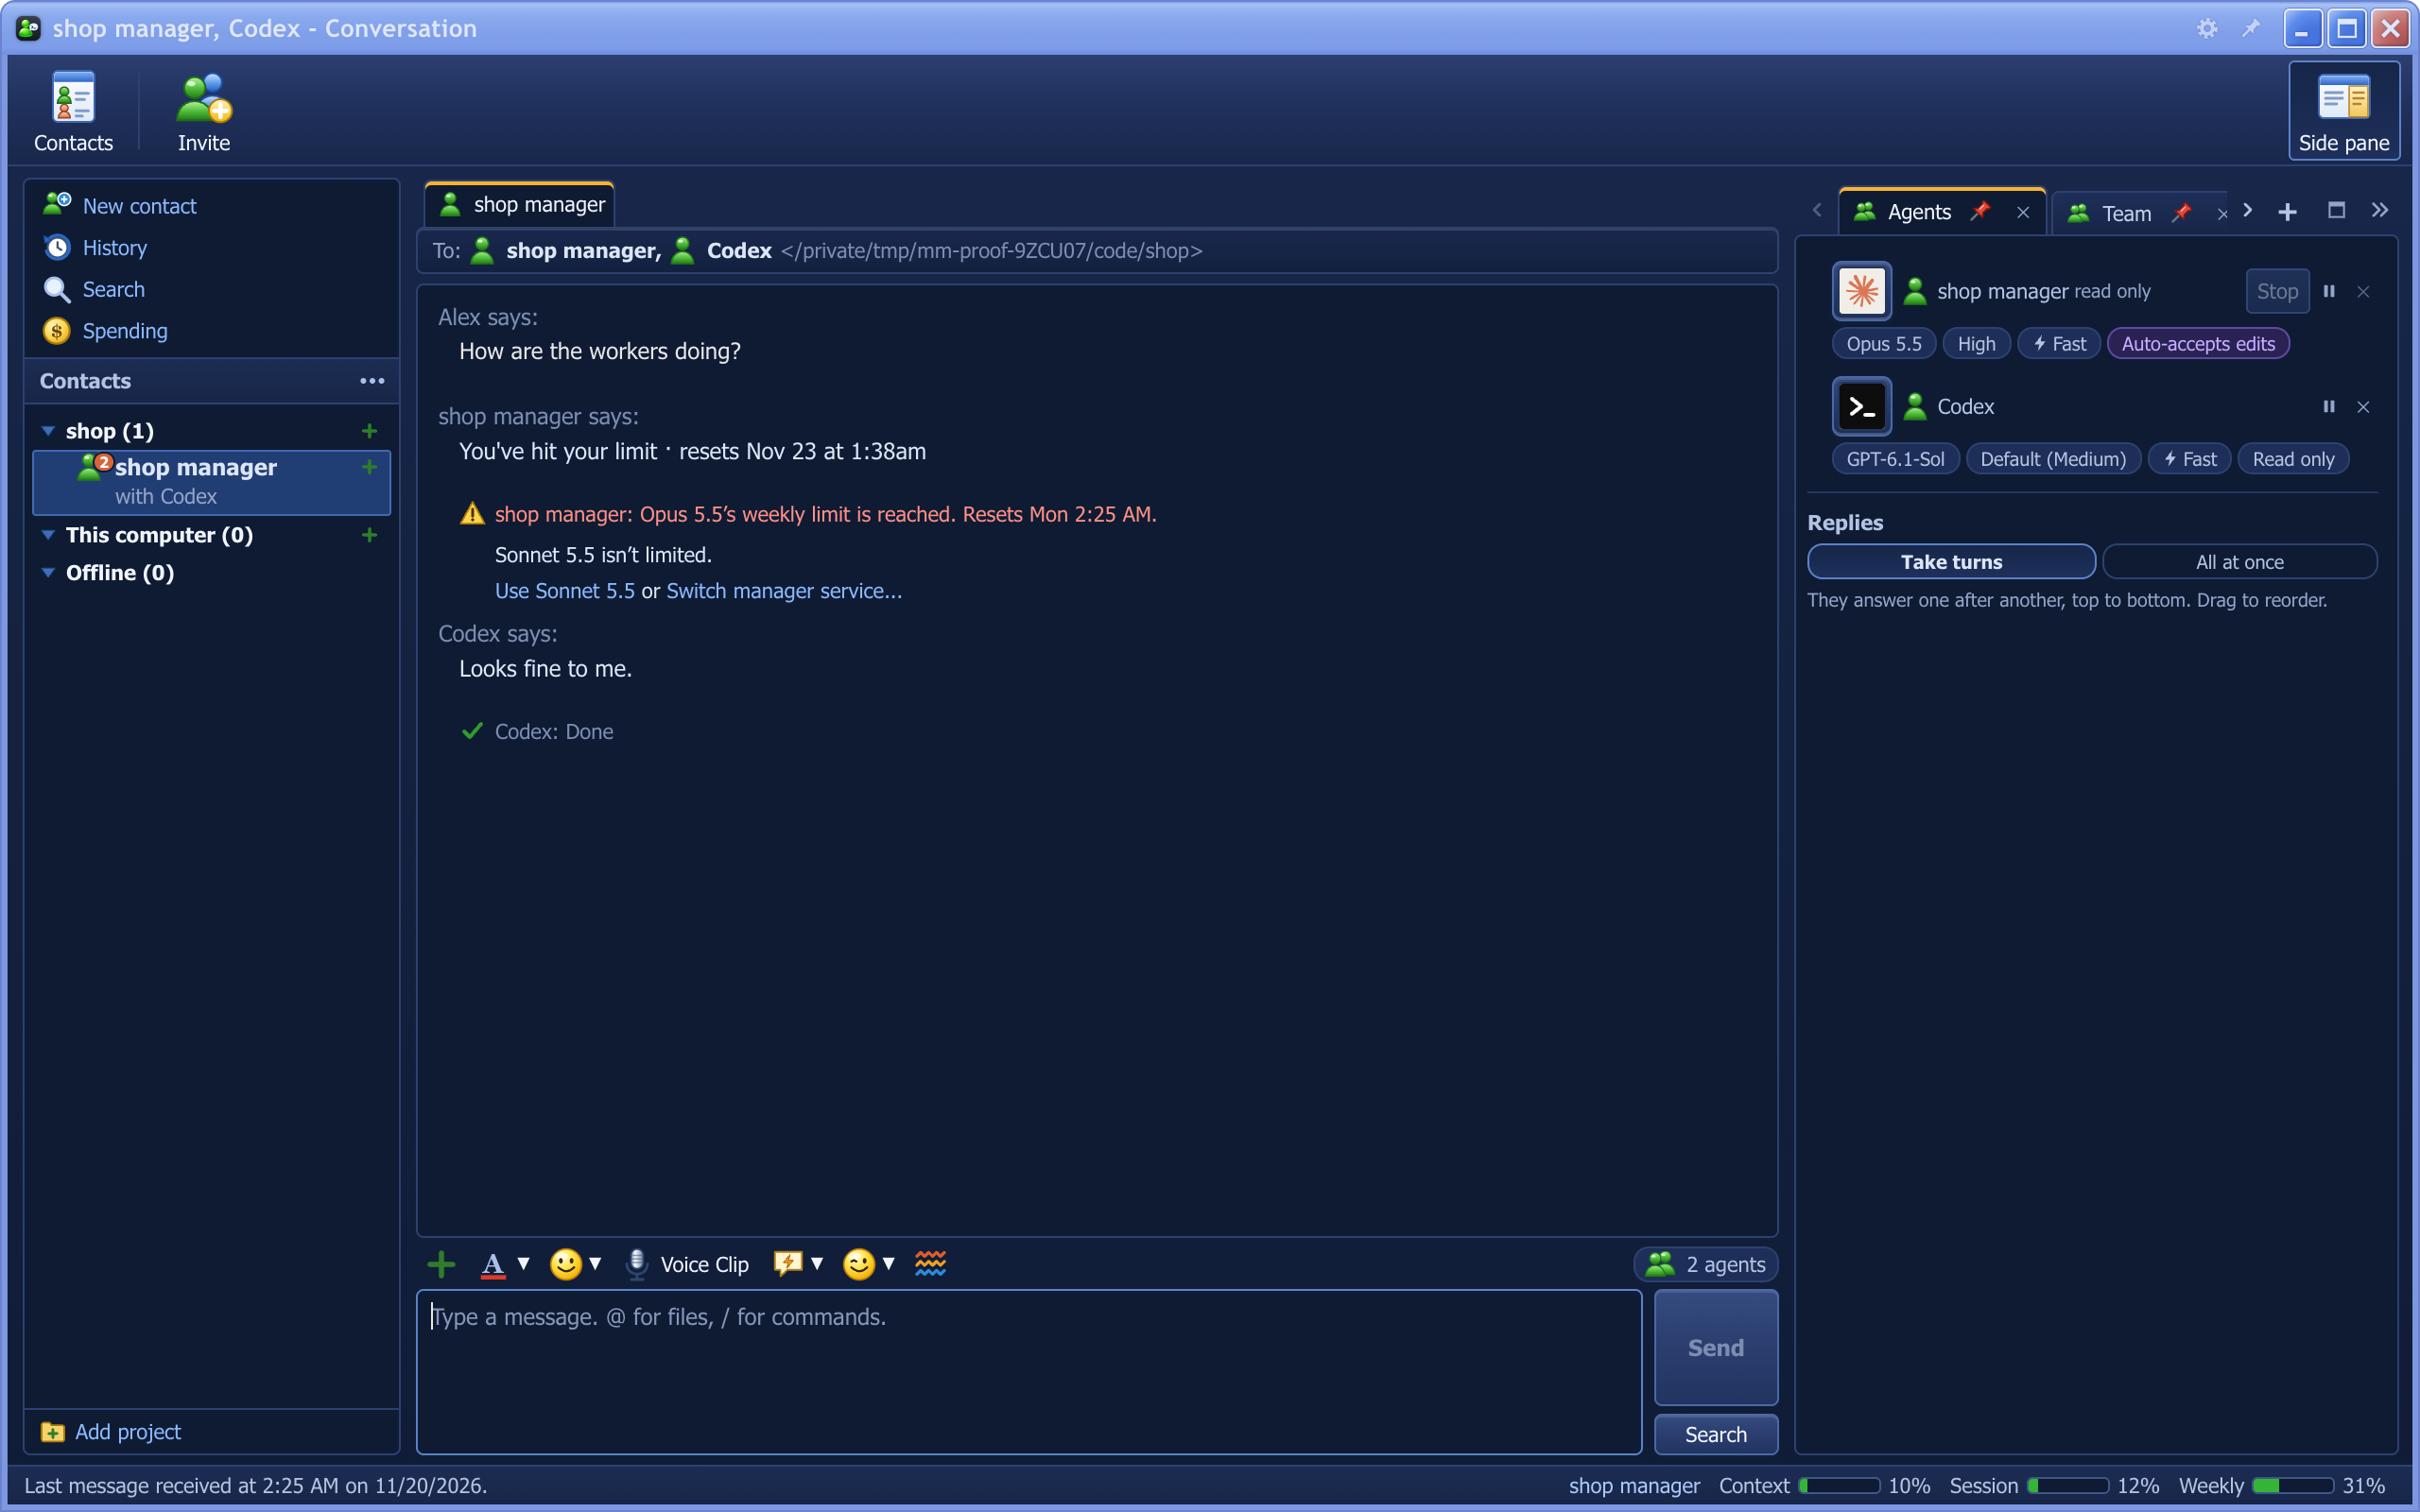 shop manager, Codex - Conversation
Contacts
Invite
Side pane
New contact
History
Search
Spending
Contacts
shop (1)
2 shop manager
with Codex
This computer (0)
Offline (0)
Add project
shop manager
To: shop manager, Codex </private/tmp/mm-proof-9ZCU07/code/shop>
Alex says:
How are the workers doing?
shop manager says:
You've hit your limit · resets Nov 23 at 1:38am
shop manager: Opus 5.5’s weekly limit is reached. Resets Mon 2:25 AM.
Sonnet 5.5 isn’t limited.
Use Sonnet 5.5 or Switch manager service...
Codex says:
Looks fine to me.
Codex: Done
A
Voice Clip
2 agents
Type a message. @ for files, / for commands.
Send
Search
Agents
Team
shop manager read only
Stop
Opus 5.5 High Fast Auto-accepts edits
Codex
GPT-6.1-Sol Default (Medium) Fast Read only
Replies
Take turns
All at once
They answer one after another, top to bottom. Drag to reorder.
Last message received at 2:25 AM on 11/20/2026.
shop manager Context 10% Session 12% Weekly 31%